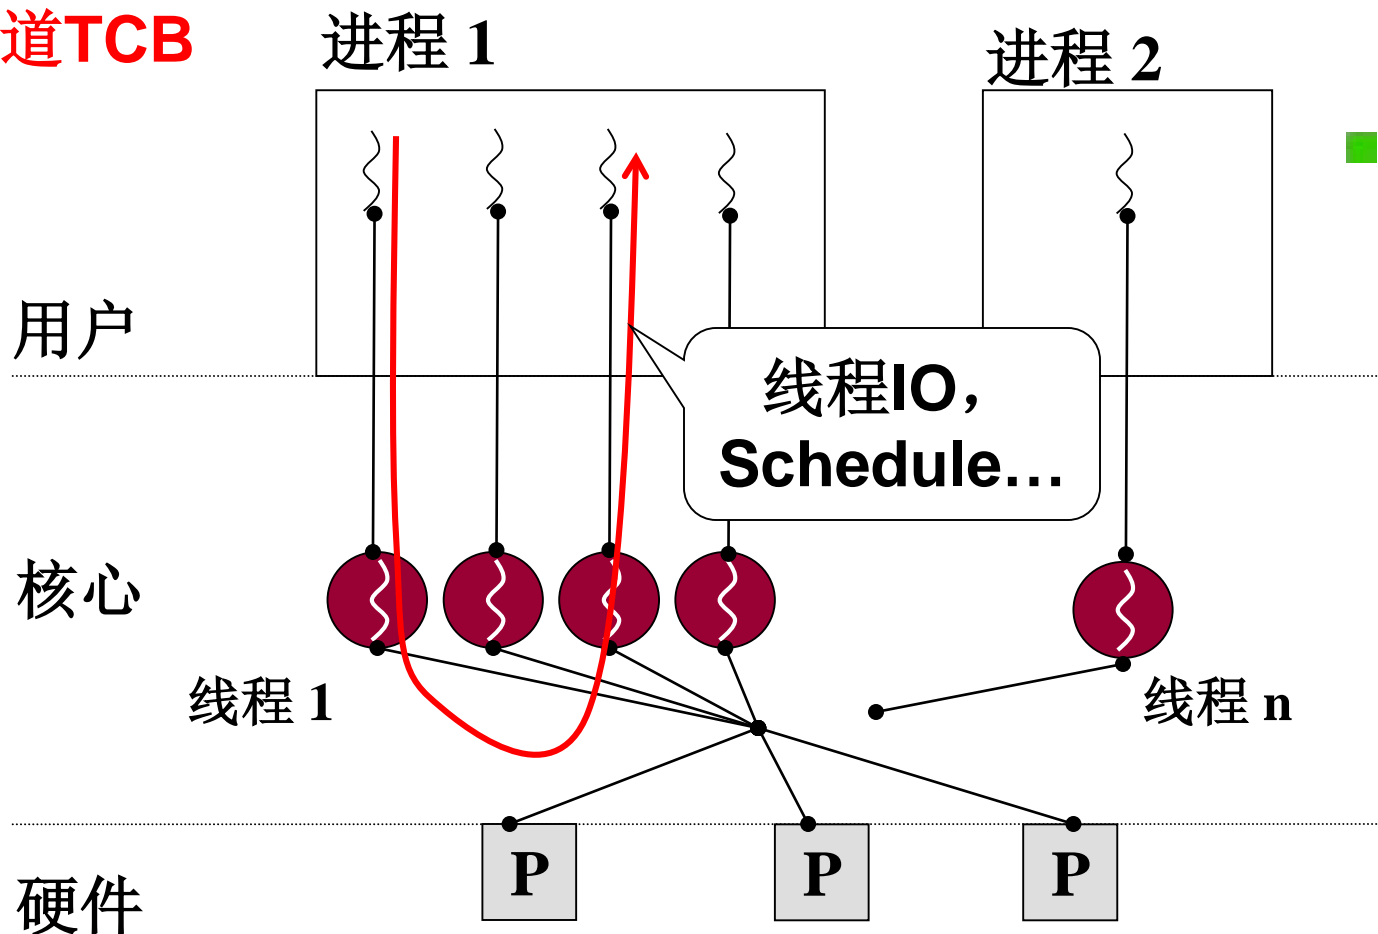 道TCB
进程 1
进程 2
用户
线程IO，
Schedule…
核心
线程 1
线程 n
P
P
P
硬件